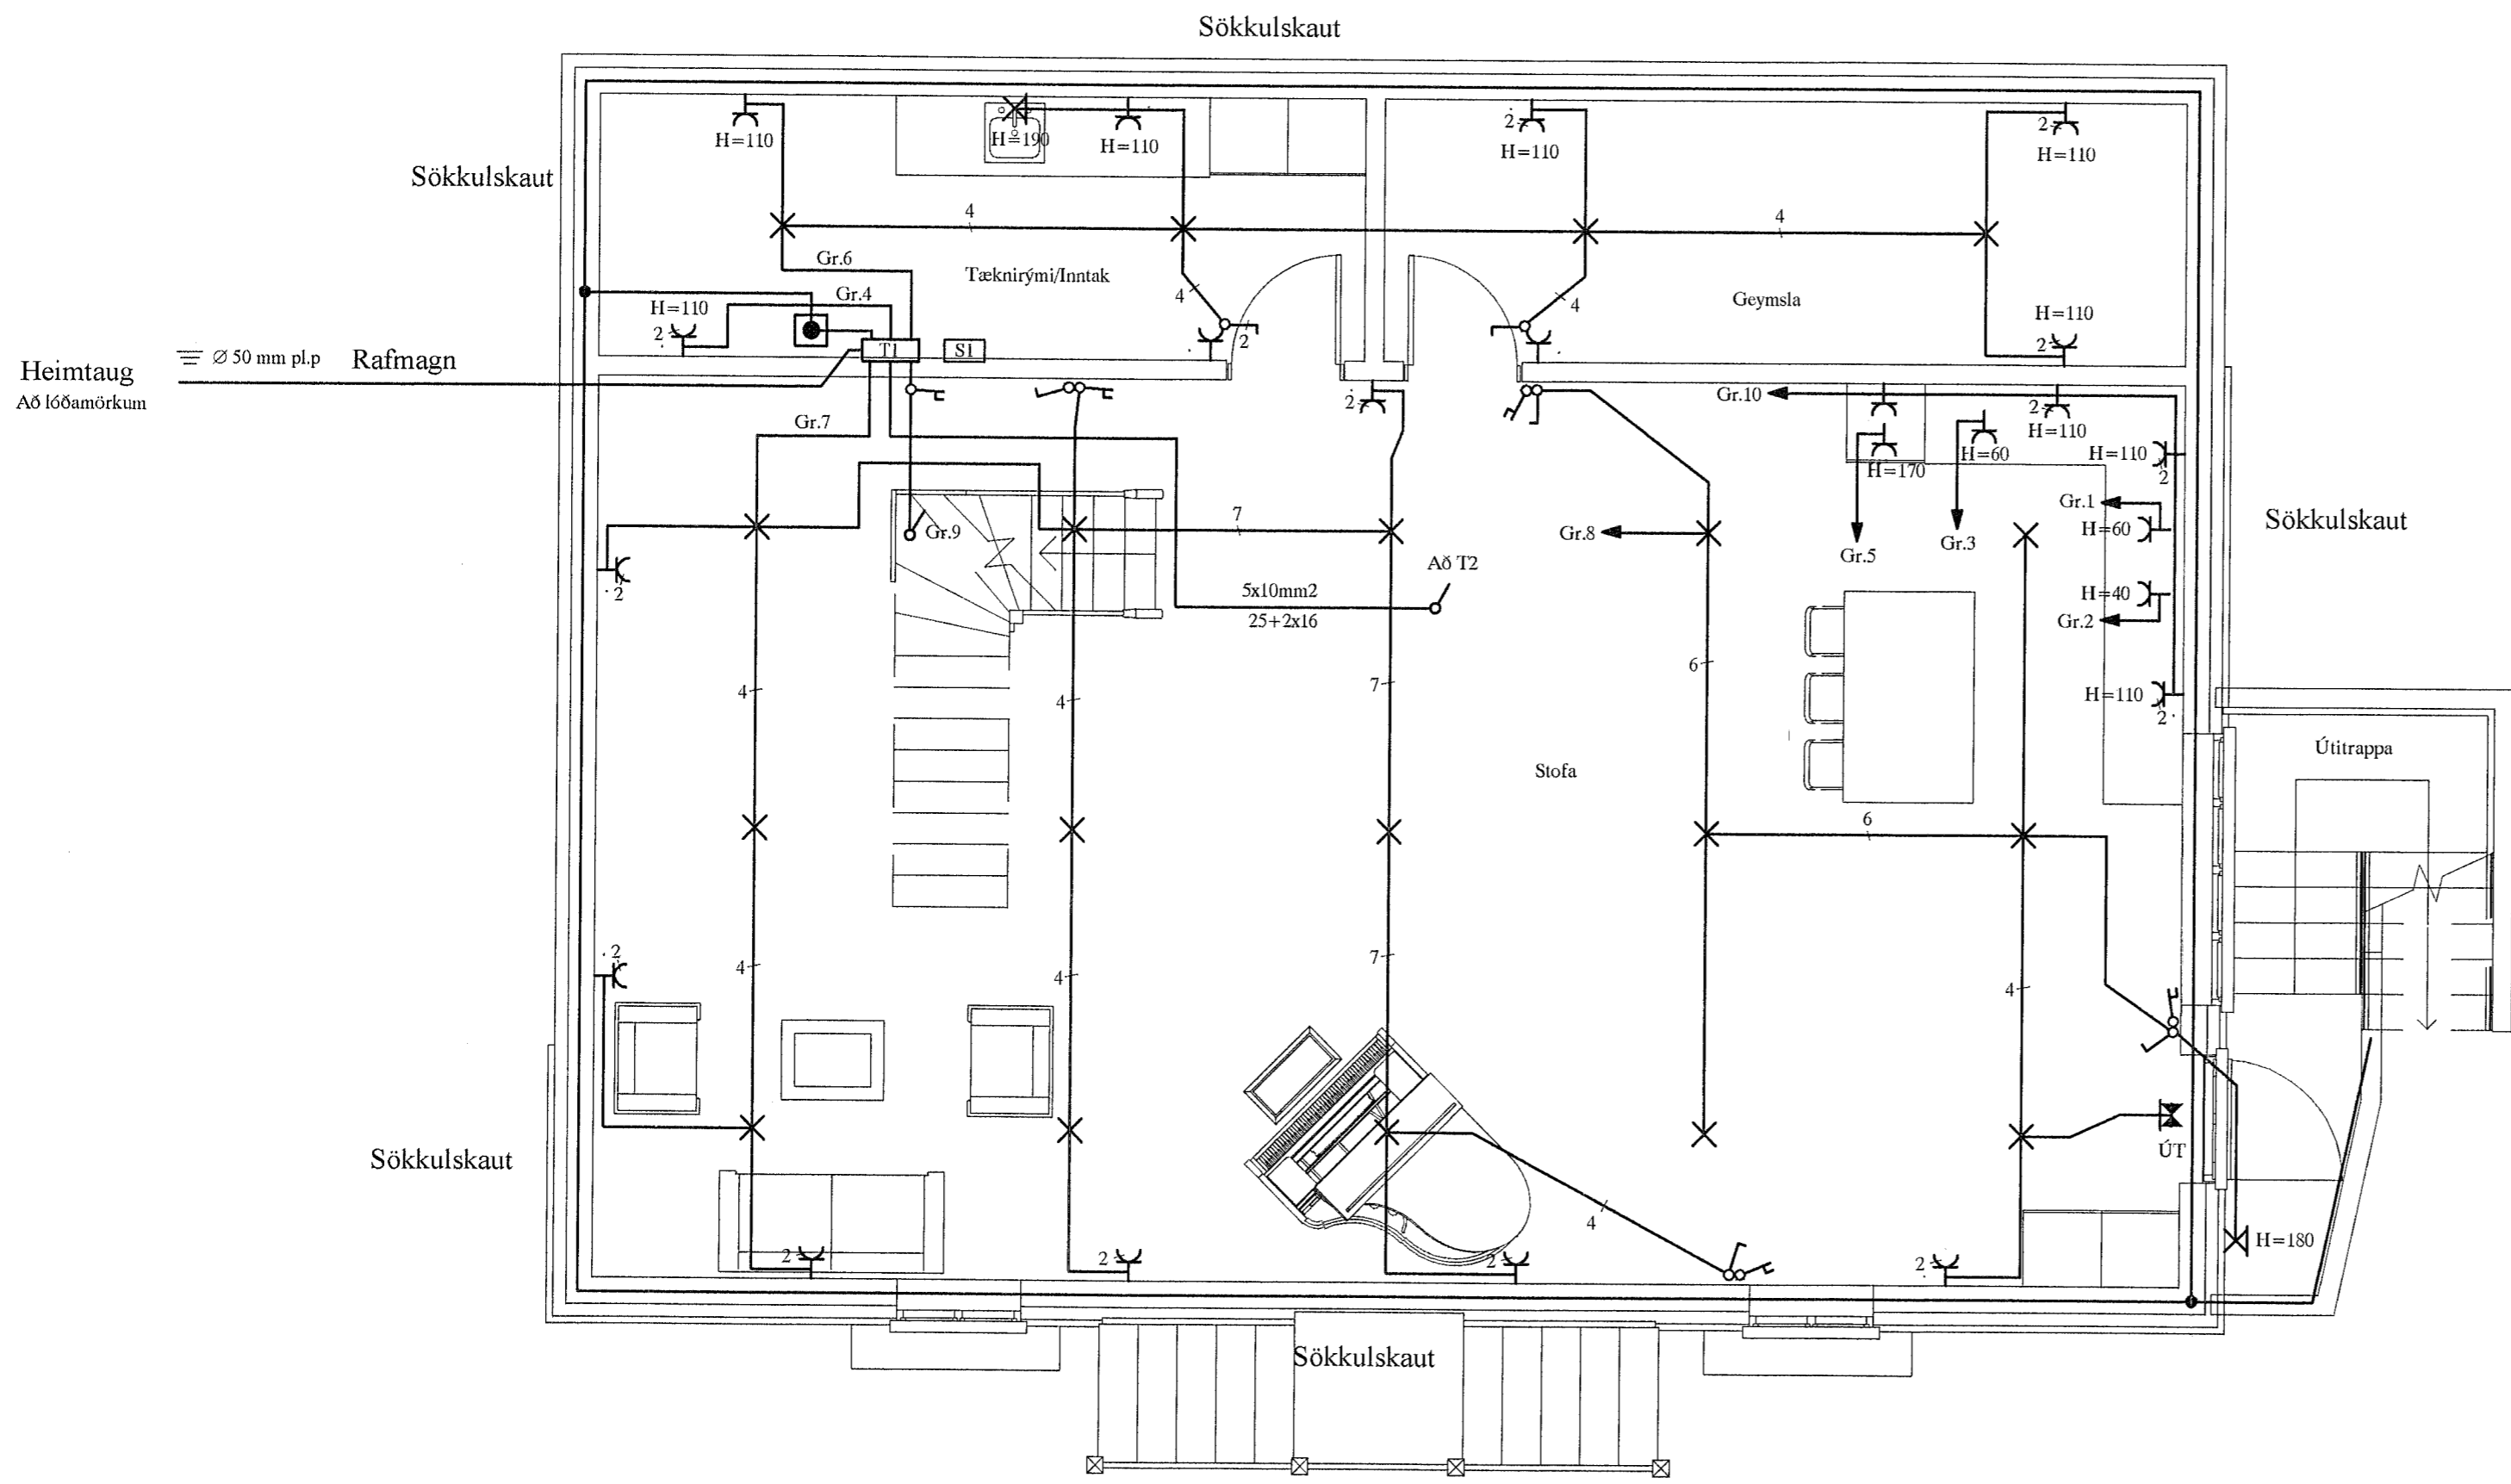 Sökkulskaut
H=110
H=190
H=110
2
H=110
2
H=110
Sökkulskaut
4
4
Gr.6
Tæknirými/Inntak
Gr.4
4
4
Geymsla
H=110
H=110
2
2
2
Ø 50 mm pl.p
Rafmagn
T1
S1
Heimtaug
Að lóðamörkum
2
Gr.10
2
H=110
Gr.7
H=170
H=60
H=110
2
Gr.1
7
Gr.9
Gr.8
Gr.5
Gr.3
H=60
Sökkulskaut
Að T2
2
5x10mm2
25+2x16
H=40
Gr.2
4
4
7
6
H=110
2
Útitrappa
Stofa
6
2
4
4
7
4
Sökkulskaut
ÚT
4
H=180
2
2
2
2
Sökkulskaut